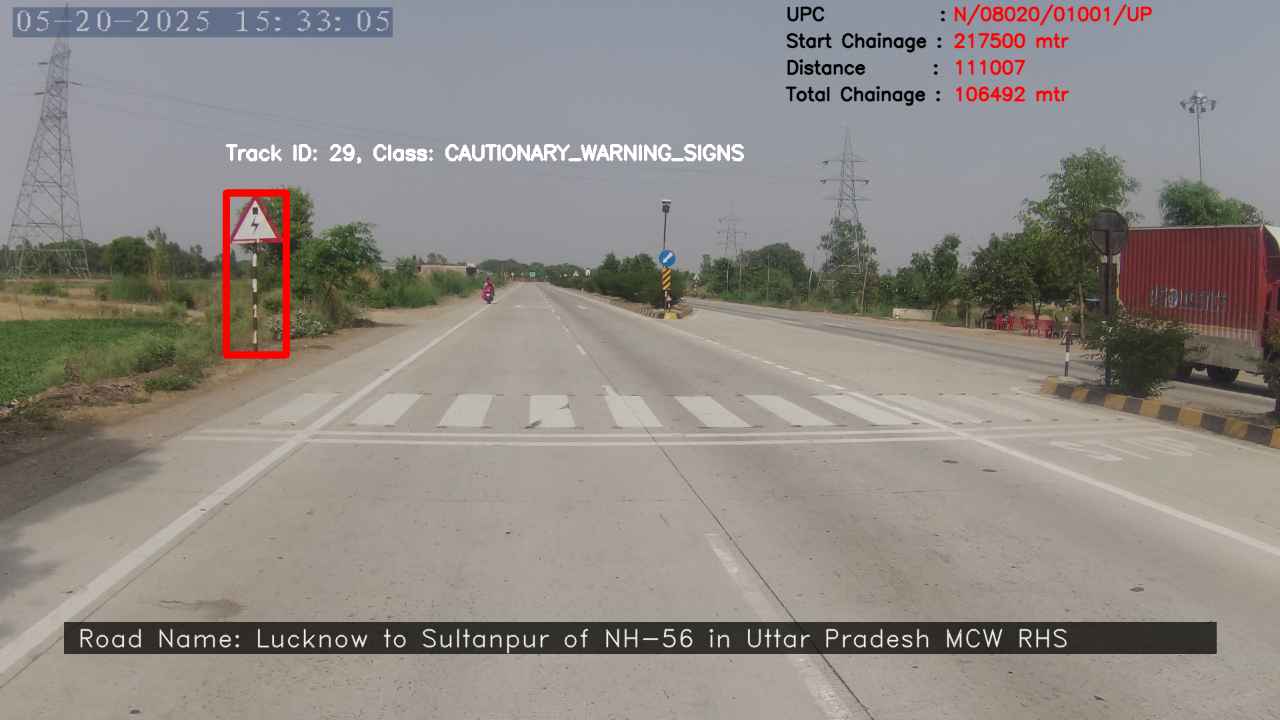 05-20-2025 15:33:05
UPC : N/08020/01001/UP
Start Chainage : 217500 mtr
Distance : 111007
Total Chainage : 106492 mtr
Track ID: 29, Class: CAUTIONARY_WARNING_SIGNS
Road Name: Lucknow to Sultanpur of NH-56 in Uttar Pradesh MCW RHS